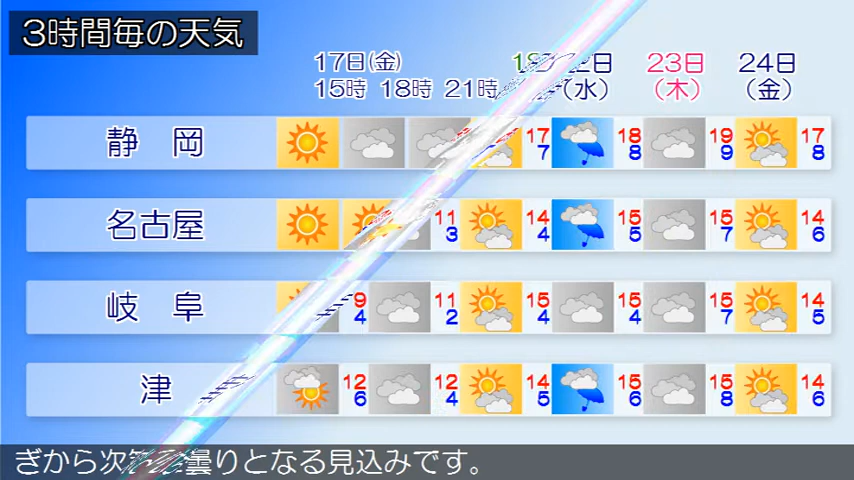 3時間毎の天気
17日(金) 22日 23日 24日
15時 18時 21時 (水) (木) (金)
静 岡 17 7 18 8 19 9 17 8
名古屋 11 3 14 4 15 5 15 7 14 6
岐 阜 9 4 11 2 15 4 15 4 15 7 14 5
津 12 6 12 4 14 5 15 6 15 8 14 6
ぎから次 曇りとなる見込みです。